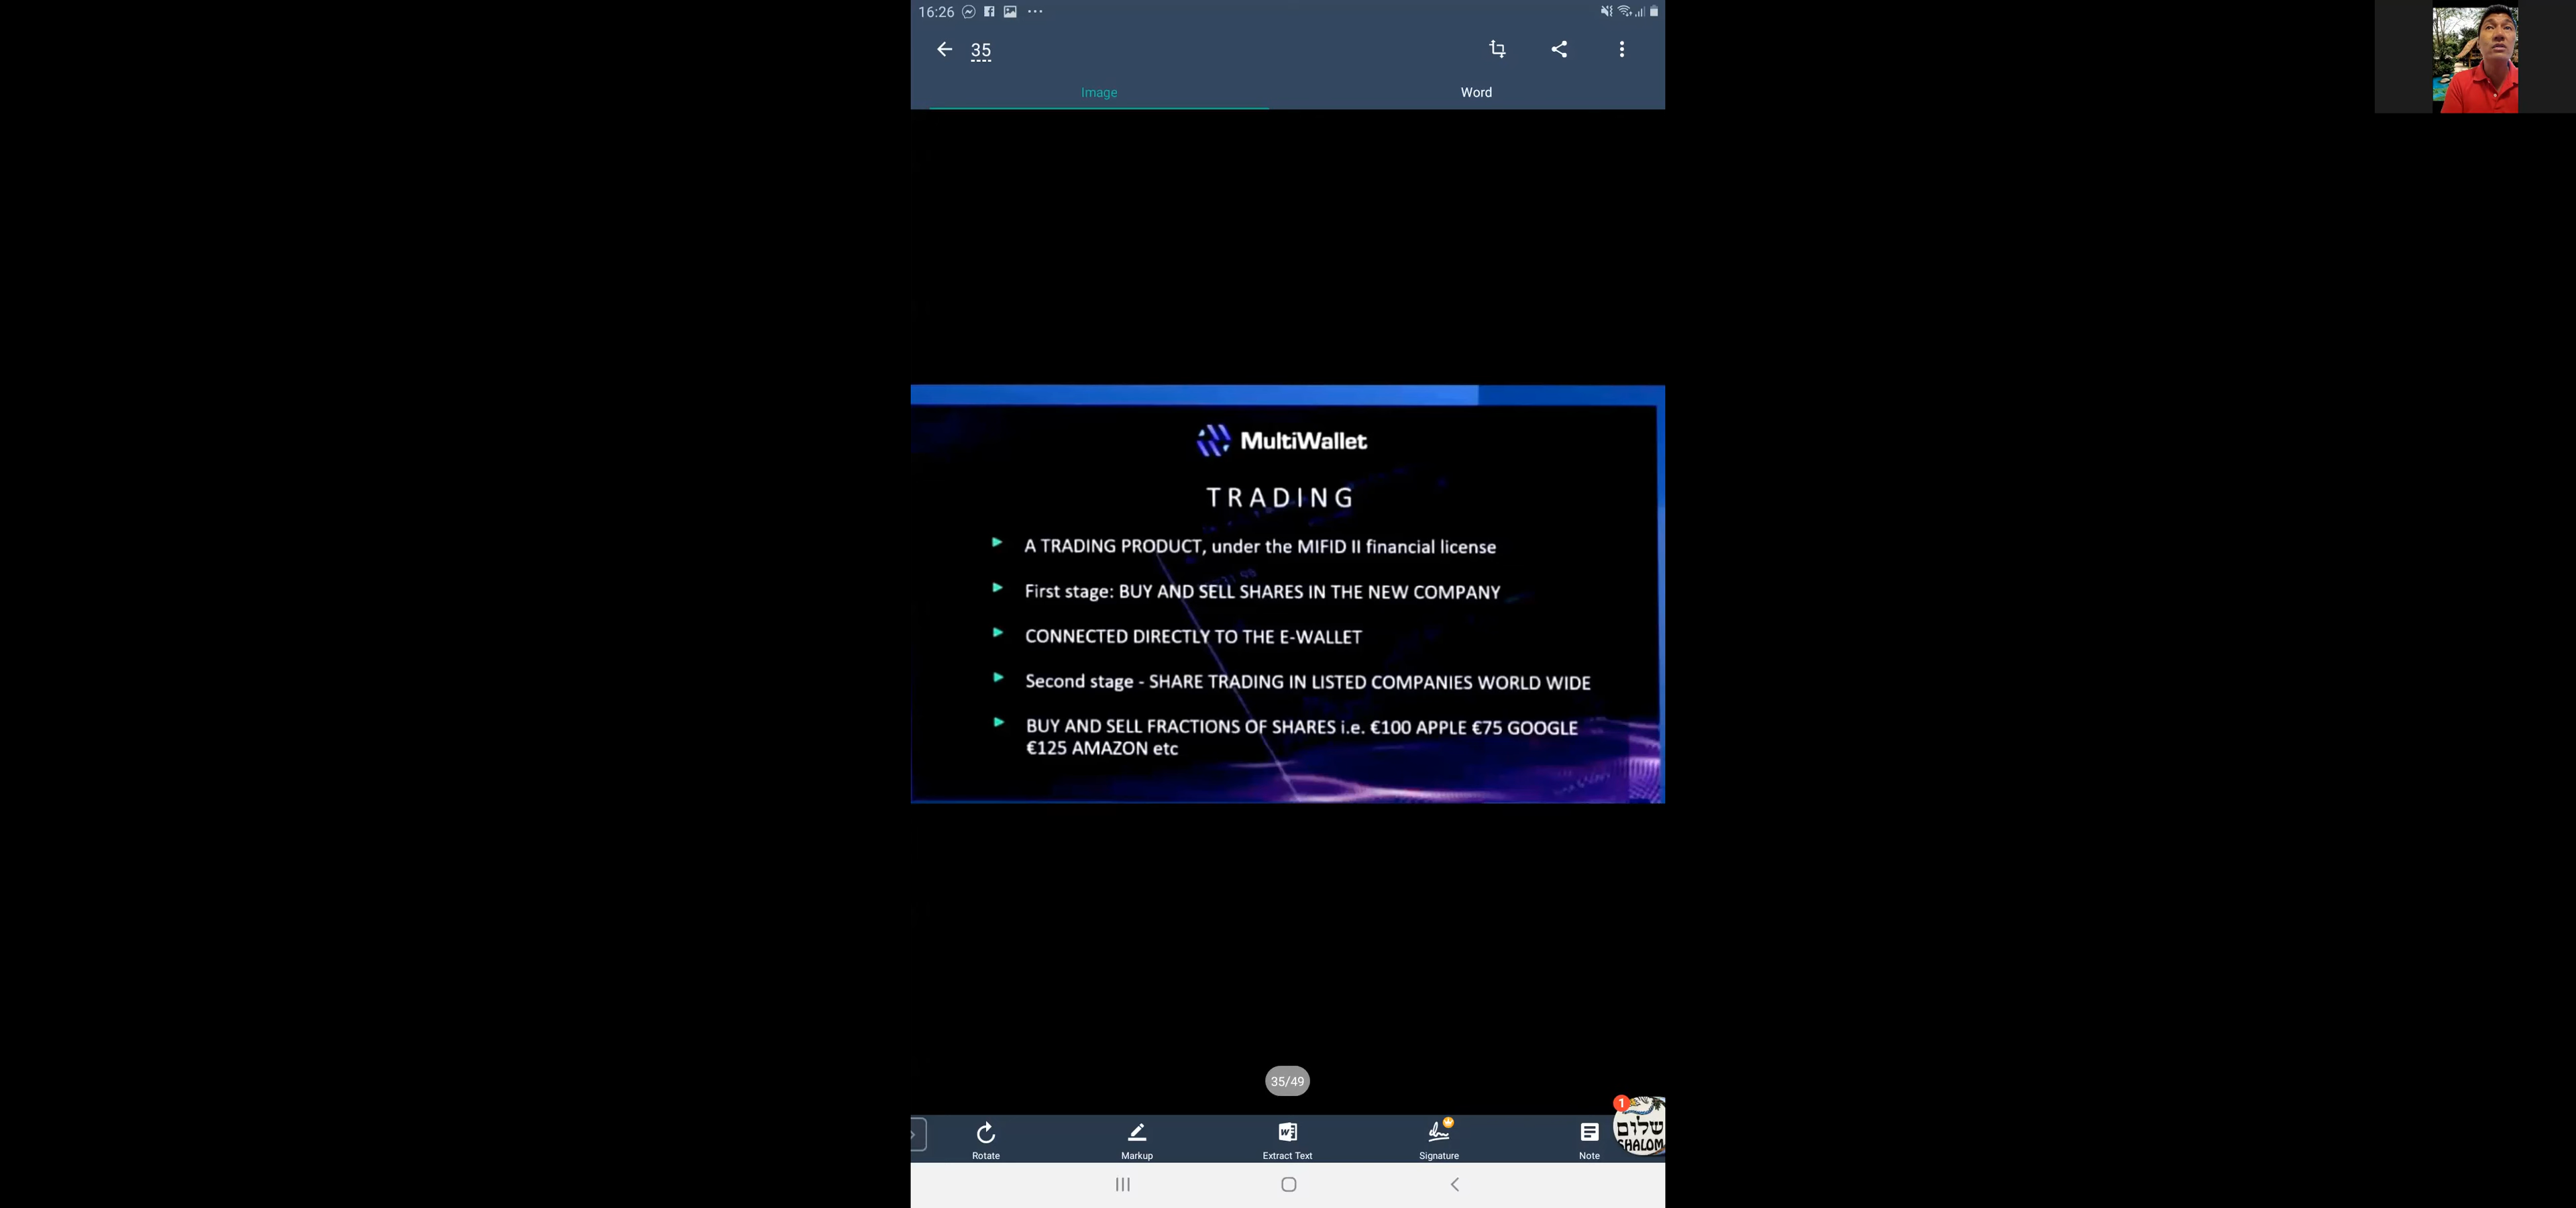 16:26
35
Image
Word
MultiWallet
TRADING
A TRADING PRODUCT, under the MIFID II financial license
First stage: BUY AND SELL SHARES IN THE NEW COMPANY
CONNECTED DIRECTLY TO THE E-WALLET
Second stage - SHARE TRADING IN LISTED COMPANIES WORLD WIDE
BUY AND SELL FRACTIONS OF SHARES i.e. €100 APPLE €75 GOOGLE
€125 AMAZON etc
35/49
1
שלום
SHALOM
Rotate
Markup
Extract Text
Signature
Note